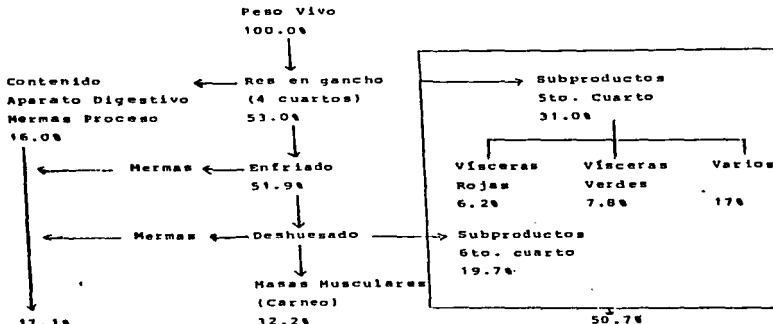 Peso Vivo
100.0%
Contenido
Aparato Digestivo
Mermas Proceso
16.0%
Res en gancho
(4 cuartos)
53.0%
Subproductos
5to. Cuarto
31.0%
Mermas
Enfriado
51.9%
Vísceras
Rojas
6.2%
Vísceras
Verdes
7.8%
Varios
17%
Mermas
Deshuesado
Subproductos
6to. cuarto
19.7%
Masas Musculares
(Carneo)
17.1%
32.2%
50.7%